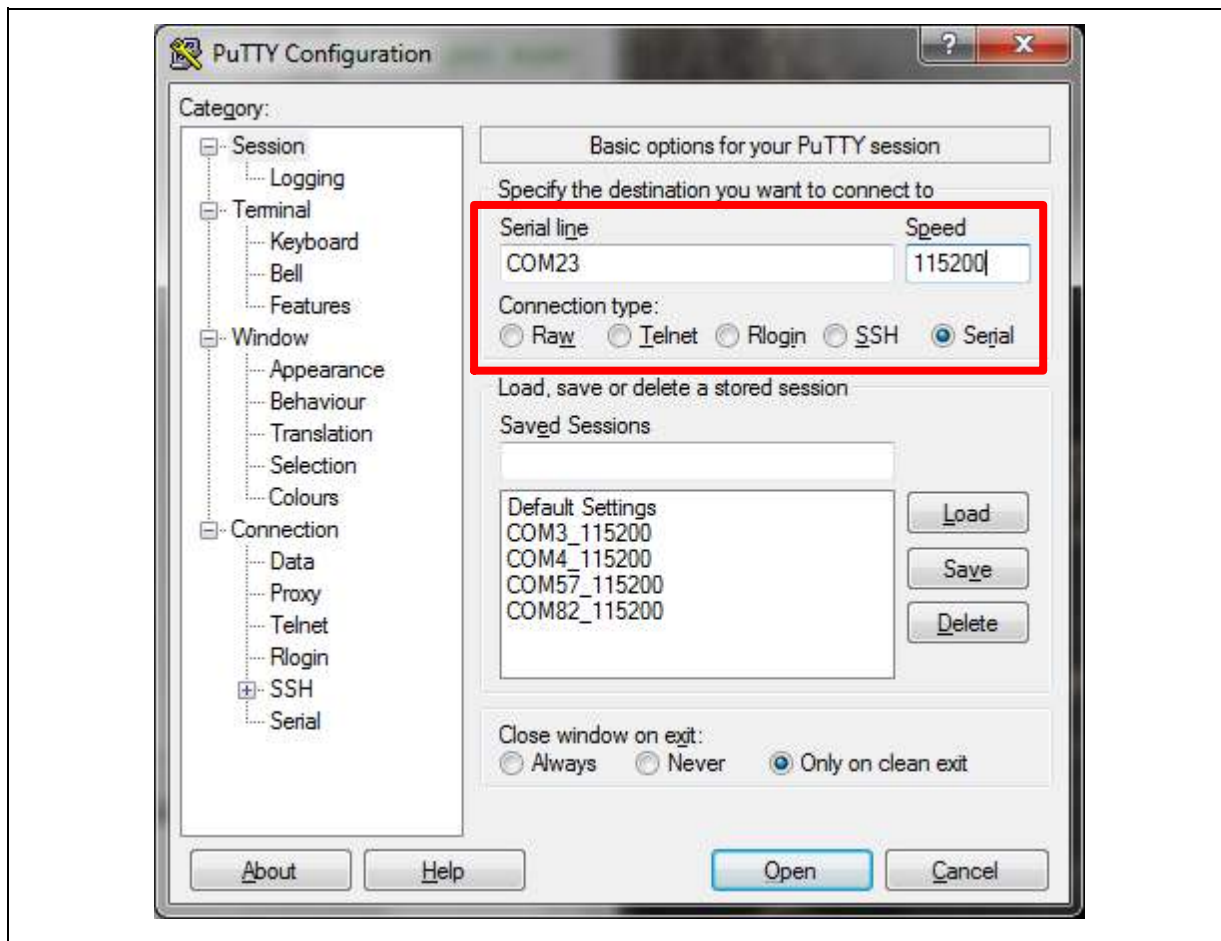 PuTTY Configuration
Category:
Session
Logging
Terminal
Keyboard
Bell
Features
Window
Appearance
Behaviour
Translation
Selection
Colours
Connection
Data
Proxy
Telnet
Rlogin
SSH
Serial
Basic options for your PuTTY session
Specify the destination you want to connect to
Serial line Speed
COM23 115200
Connection type:
Raw Telnet Rlogin SSH Serial
Load, save or delete a stored session
Saved Sessions
Default Settings
COM3_115200
COM4_115200
COM57_115200
COM82_115200
Load
Save
Delete
Close window on exit:
Always Never Only on clean exit
About Help Open Cancel